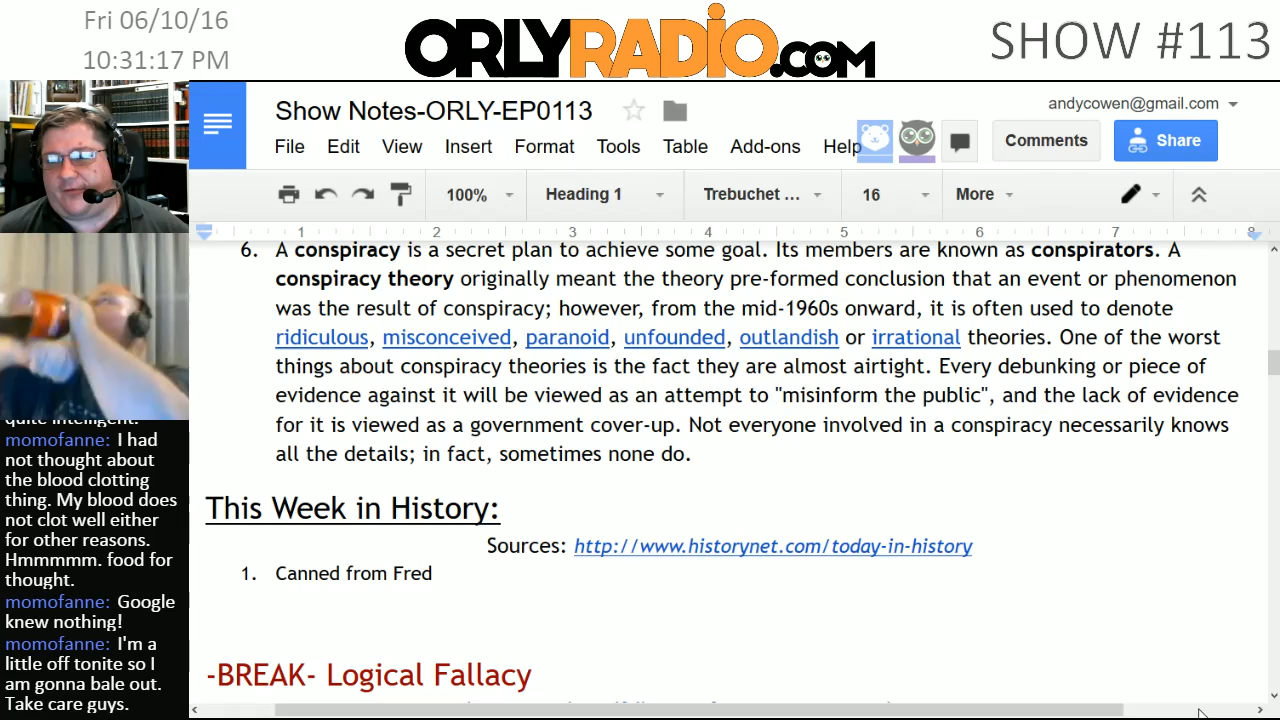 Fri 06/10/16
10:31:17 PM
ORLYRADiO.com
SHOW #113
Show Notes-ORLY-EP0113
andycowen@gmail.com
File Edit View Insert Format Tools Table Add-ons Help
Comments
Share
100% Heading 1 Trebuchet ... 16 More
1 2 3 4 5 6 7 8
6. A conspiracy is a secret plan to achieve some goal. Its members are known as conspirators. A
conspiracy theory originally meant the theory pre-formed conclusion that an event or phenomenon
was the result of conspiracy; however, from the mid-1960s onward, it is often used to denote
ridiculous, misconceived, paranoid, unfounded, outlandish or irrational theories. One of the worst
things about conspiracy theories is the fact they are almost airtight. Every debunking or piece of
evidence against it will be viewed as an attempt to "misinform the public", and the lack of evidence
for it is viewed as a government cover-up. Not everyone involved in a conspiracy necessarily knows
all the details; in fact, sometimes none do.
This Week in History:
Sources: http://www.historynet.com/today-in-history
1. Canned from Fred
-BREAK- Logical Fallacy
quite intelligent.
momofanne: I had
not thought about
the blood clotting
thing. My blood does
not clot well either
for other reasons.
Hmmmmm. food for
thought.
momofanne: Google
knew nothing!
momofanne: I'm a
little off tonite so I
am gonna bale out.
Take care guys.